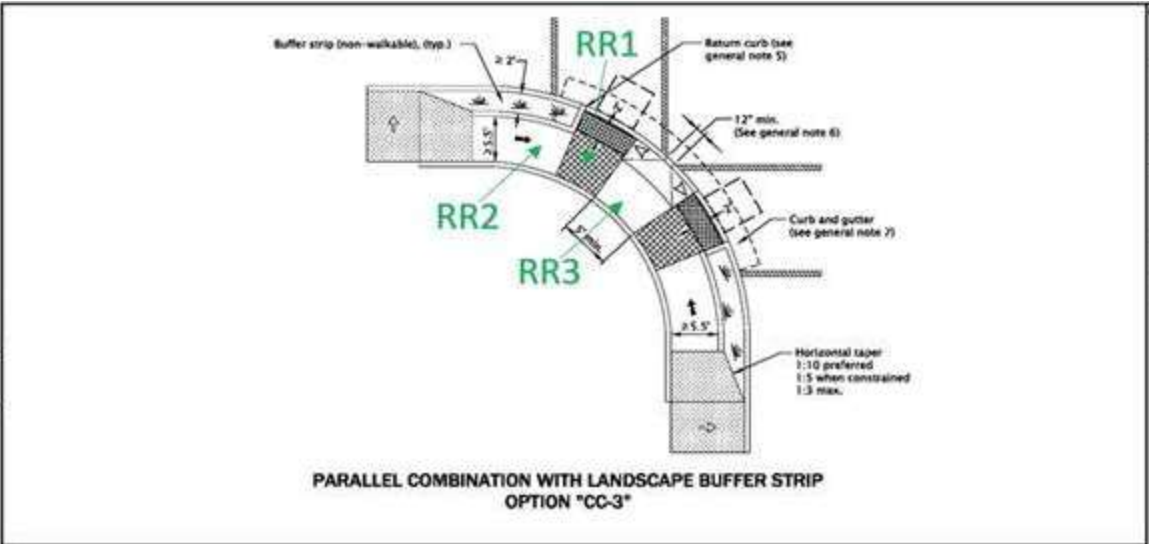 Buffer strip (non-walkable), (typ.)
≥ 2'
RR1
Return curb (see
general note 5)
12" min.
(See general note 6)
≥5.5'
RR2
Curb and gutter
(see general note 7)
5' min.
RR3
≥5.5'
Horizontal taper
1:10 preferred
1:5 when constrained
1:3 max.
PARALLEL COMBINATION WITH LANDSCAPE BUFFER STRIP
OPTION "CC-3"